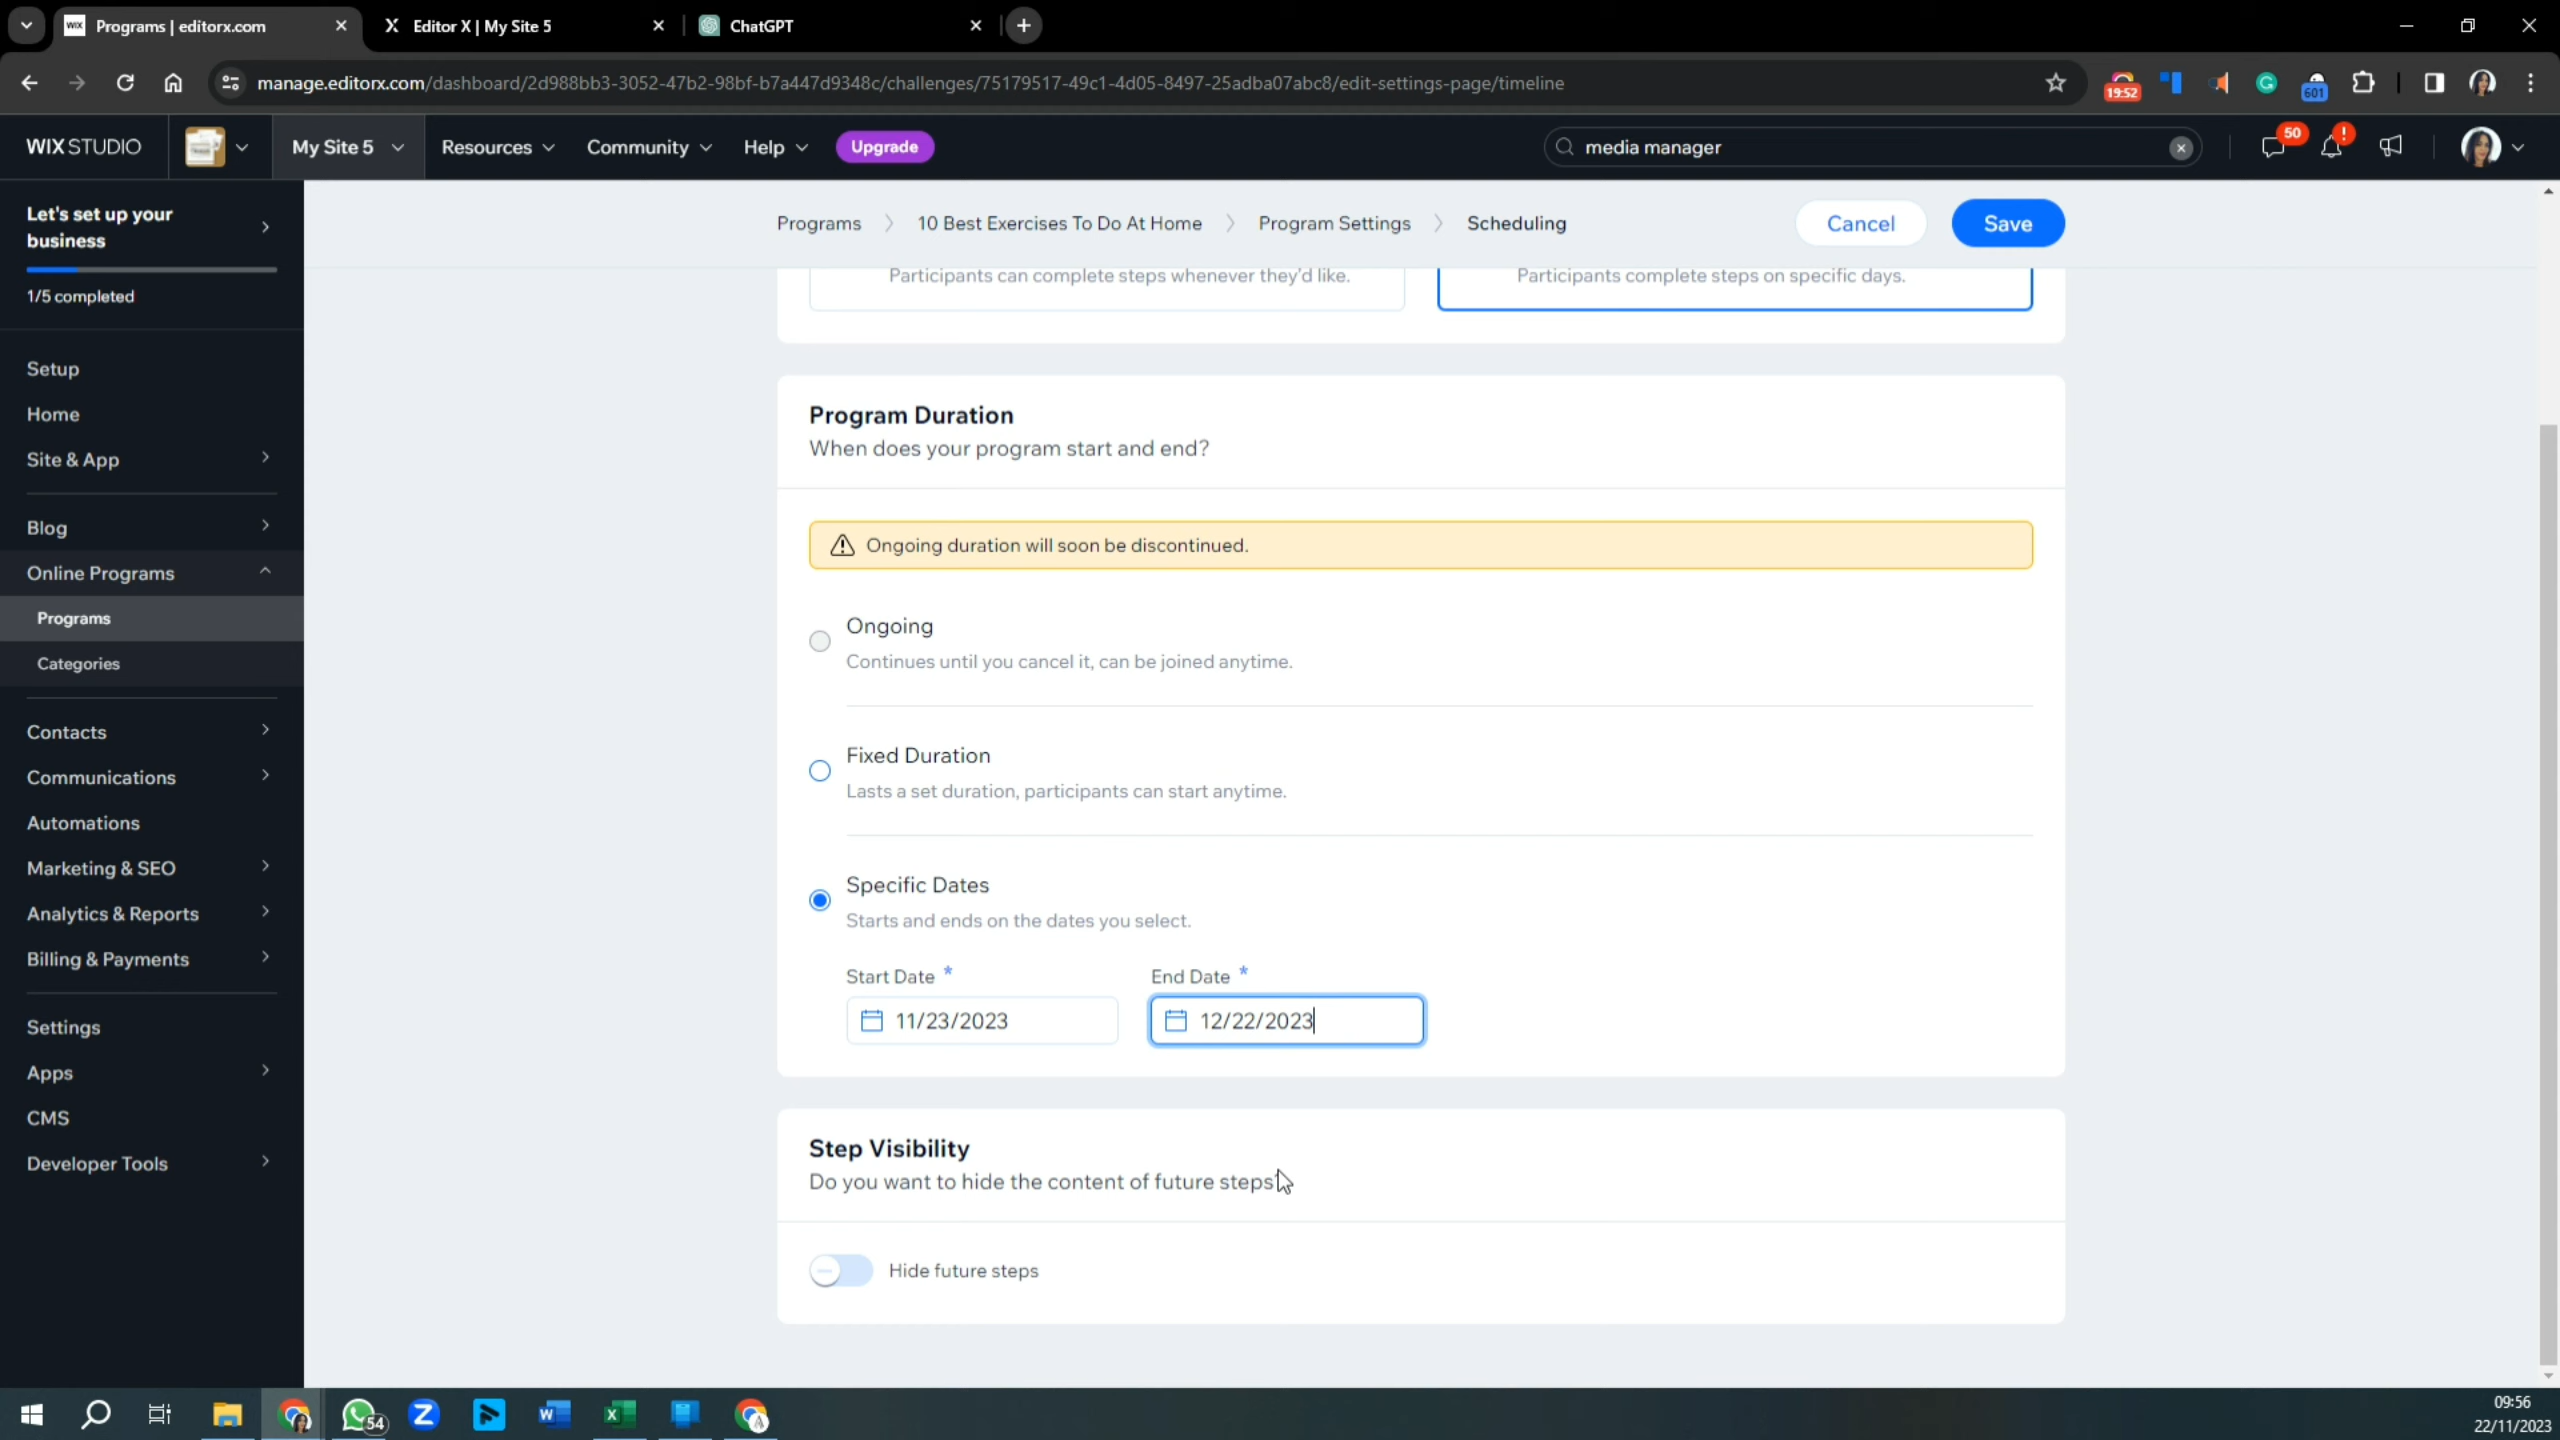 Programs | editorx.com
Editor X | My Site 5
ChatGPT
manage.editorx.com/dashboard/2d988bb3-3052-47b2-98bf-b7a447d9348c/challenges/75179517-49c1-4d05-8497-25adba07abc8/edit-settings-page/timeline
19:52
601
WIX STUDIO
My Site 5
Resources
Community
Help
Upgrade
media manager
50
Let's set up your
business
1/5 completed
Setup
Home
Site & App
Blog
Online Programs
Programs
Categories
Contacts
Communications
Automations
Marketing & SEO
Analytics & Reports
Billing & Payments
Settings
Apps
CMS
Developer Tools
Programs > 10 Best Exercises To Do At Home > Program Settings > Scheduling
Cancel
Save
Participants can complete steps whenever they'd like.
Participants complete steps on specific days.
Program Duration
When does your program start and end?
Ongoing duration will soon be discontinued.
Ongoing
Continues until you cancel it, can be joined anytime.
Fixed Duration
Lasts a set duration, participants can start anytime.
Specific Dates
Starts and ends on the dates you select.
Start Date *
End Date *
11/23/2023
12/22/2023
Step Visibility
Do you want to hide the content of future steps
Hide future steps
54
09:56
22/11/2023